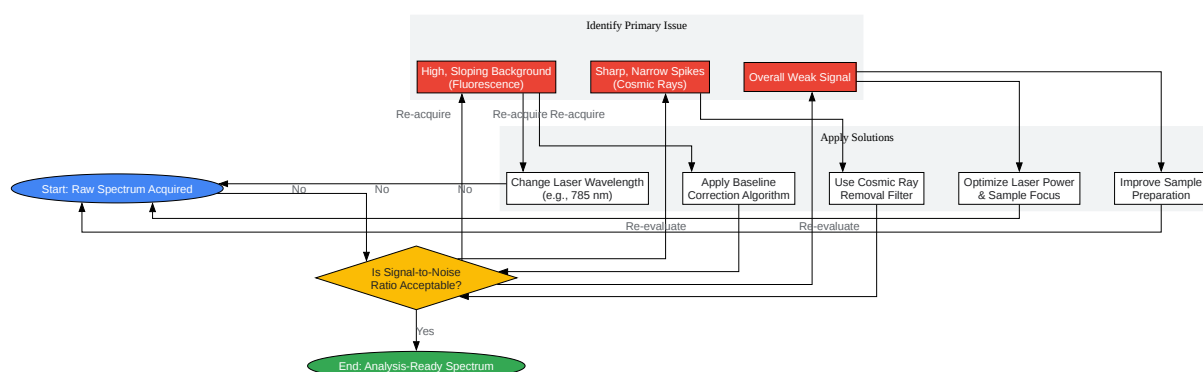 Identify Primary Issue
High, Sloping Background
(Fluorescence)
Sharp, Narrow Spikes
(Cosmic Rays)
Overall Weak Signal
Re-acquire
Re-acquire
Re-acquire
Apply Solutions
Start: Raw Spectrum Acquired
No
No
No
Change Laser Wavelength
(e.g., 785 nm)
Apply Baseline
Correction Algorithm
Use Cosmic Ray
Removal Filter
Optimize Laser Power
& Sample Focus
Improve Sample
Preparation
Re-evaluate
Re-evaluate
Is Signal-to-Noise
Ratio Acceptable?
Yes
End: Analysis-Ready Spectrum